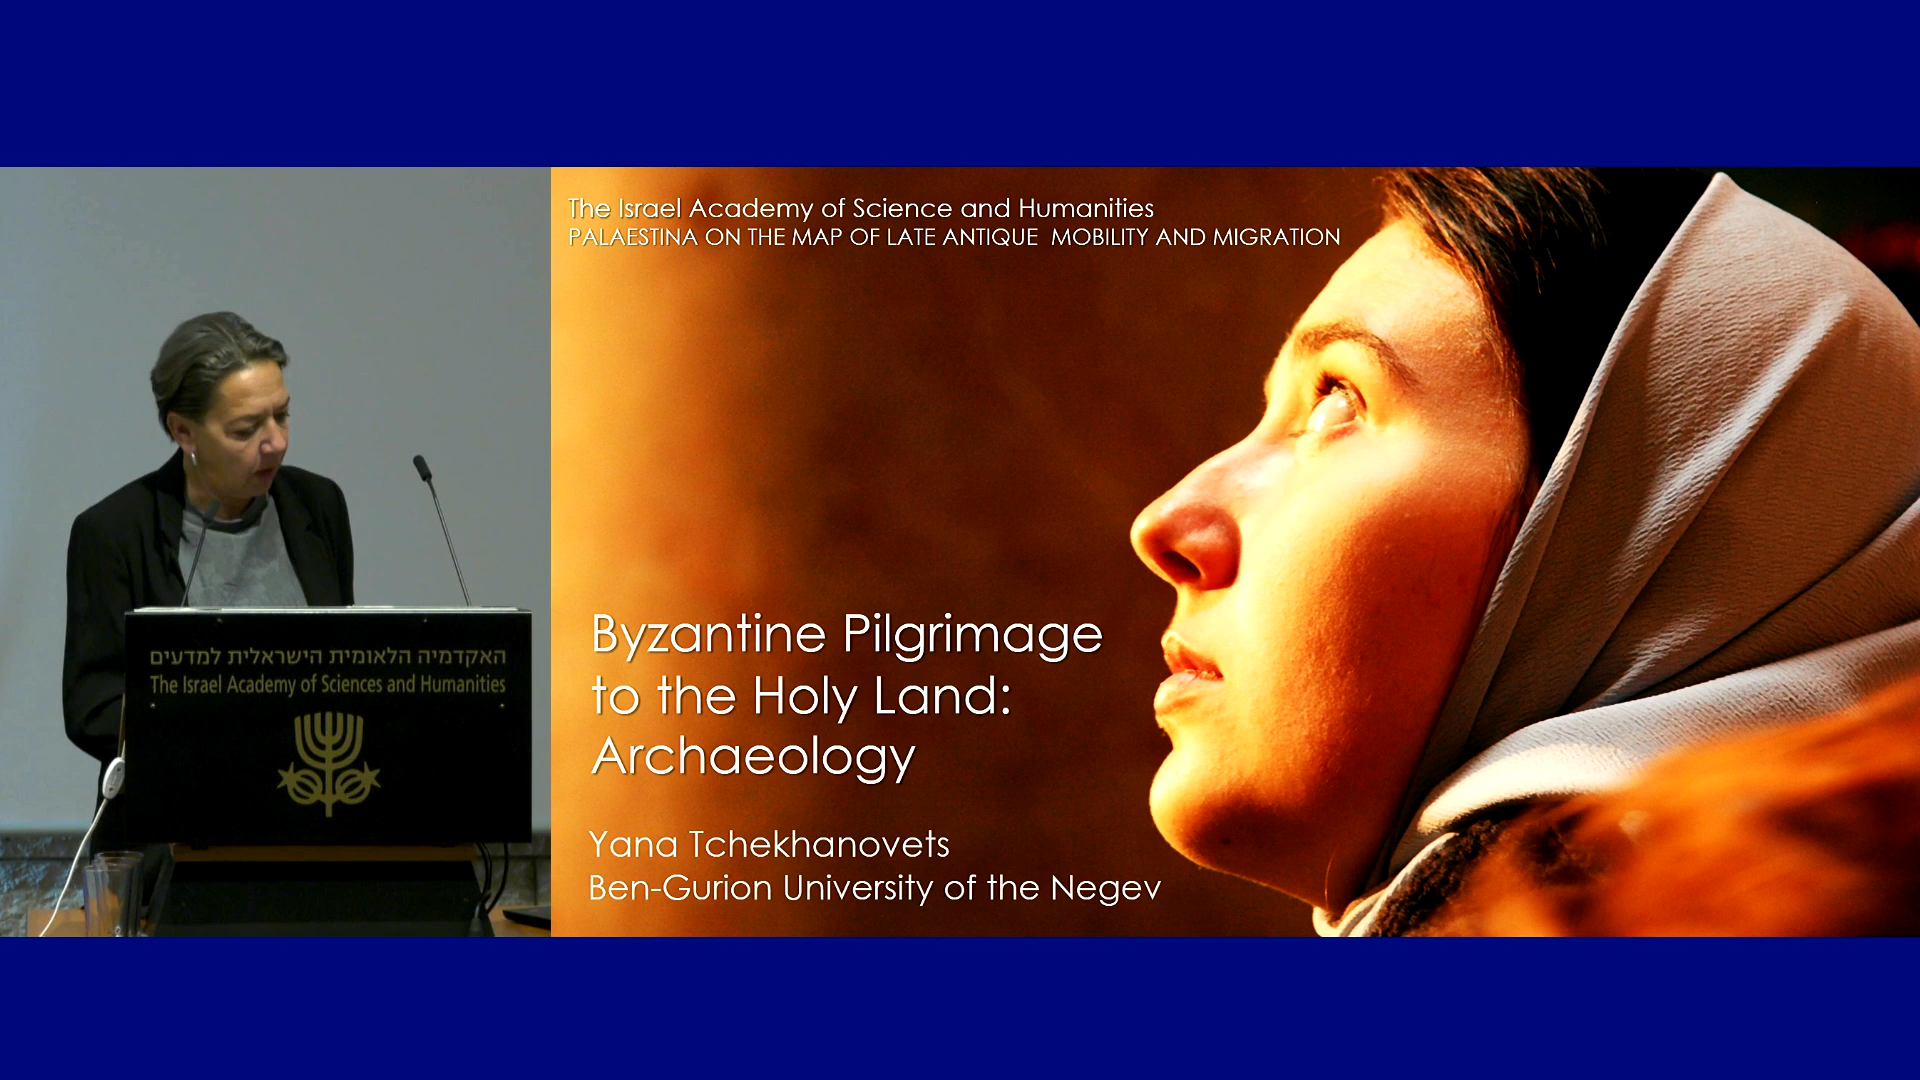 The Israel Academy of Science and Humanities
PALAESTINA ON THE MAP OF LATE ANTIQUE MOBILITY AND MIGRATION
Byzantine Pilgrimage
to the Holy Land:
Archaeology
Yana Tchekhanovets
Ben-Gurion University of the Negev
האקדמיה הלאומית הישראלית למדעים
The Israel Academy of Sciences and Humanities